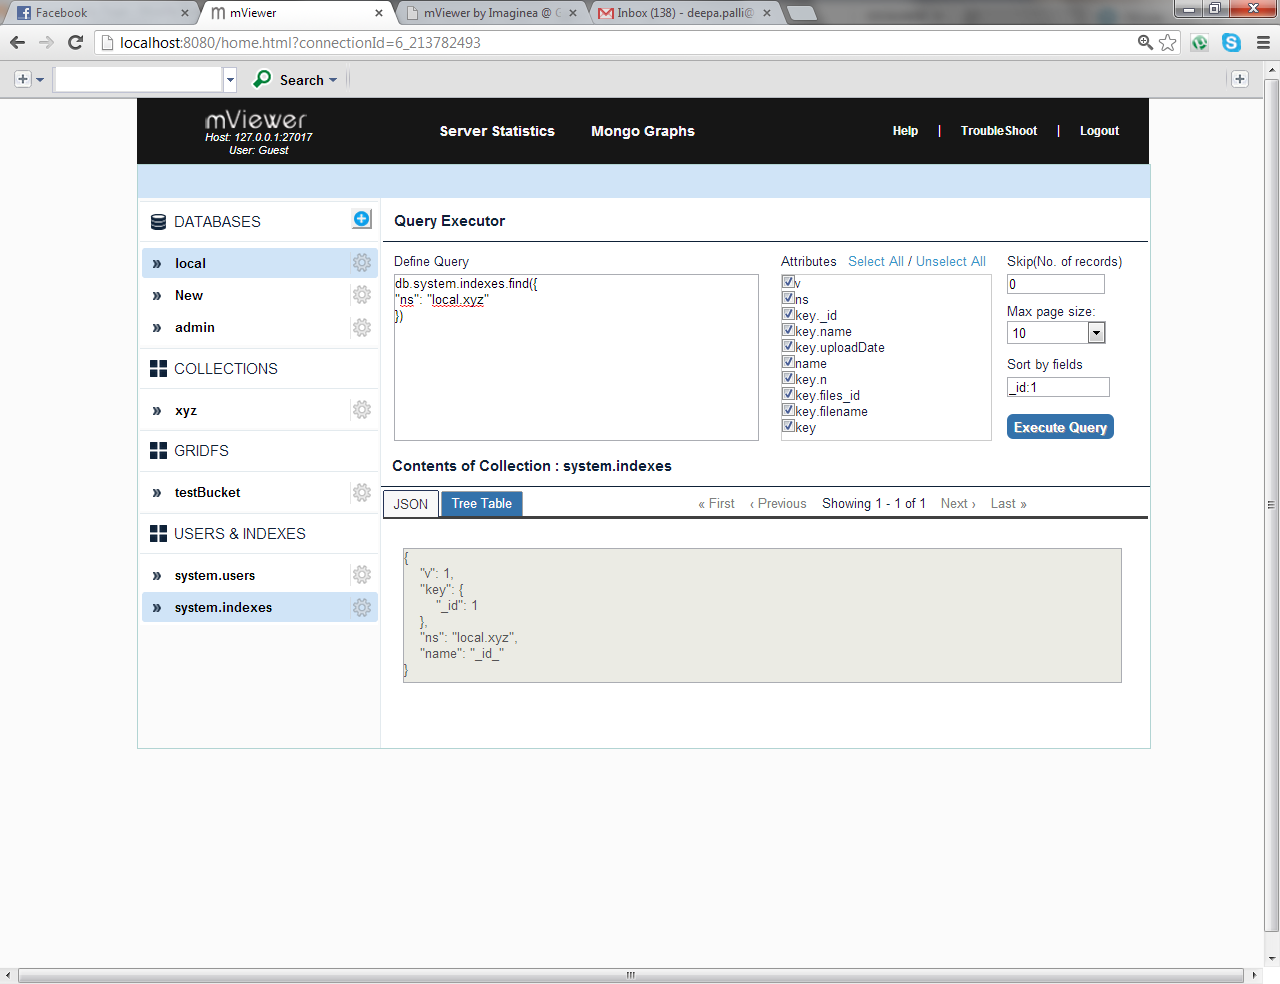 Facebook
mViewer
mViewer by Imaginea @ G
Inbox (138) - deepa.palli@
localhost:8080/home.html?connectionId=6_213782493
Search
mViewer
Host: 127.0.0.1:27017
User: Guest
Server Statistics
Mongo Graphs
Help | TroubleShoot | Logout
DATABASES
local
New
admin
COLLECTIONS
xyz
GRIDFS
testBucket
USERS & INDEXES
system.users
system.indexes
Query Executor
Define Query
db.system.indexes.find({
"ns": "local.xyz"
})
Attributes Select All / Unselect All
v
ns
key._id
key.name
key.uploadDate
name
key.n
key.files_id
key.filename
key
Skip(No. of records)
0
Max page size:
10
Sort by fields
_id:1
Execute Query
Contents of Collection : system.indexes
JSON Tree Table « First ‹ Previous Showing 1 - 1 of 1 Next › Last »
{
"v": 1,
"key": {
"_id": 1
},
"ns": "local.xyz",
"name": "_id_"
}